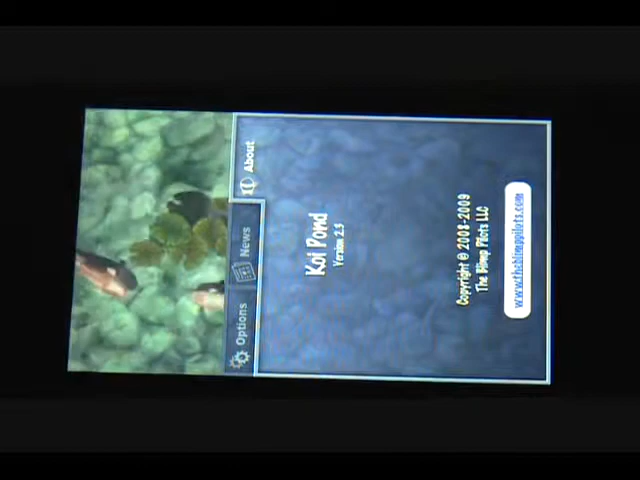 Options
News
About
Koi Pond
Version 2.5
Copyright © 2008-2009
The Blimp Pilots LLC
www.theblimppilots.com